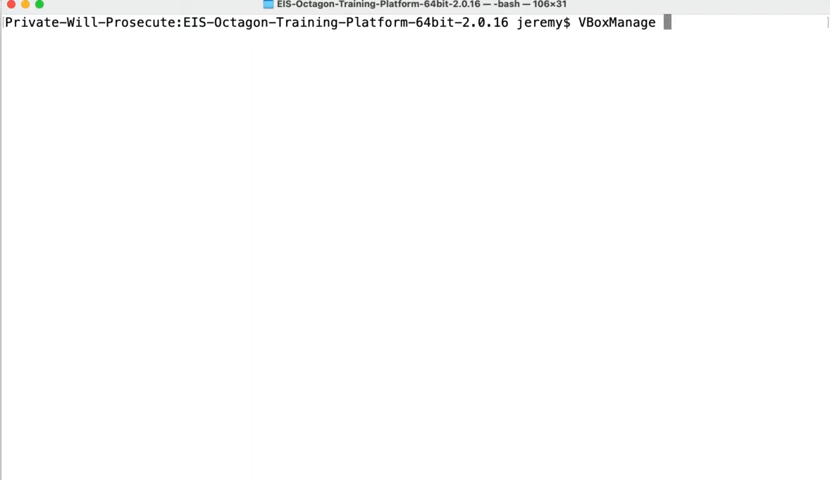 EIS-Octagon-Training-Platform-64bit-2.0.16 — -bash — 106×31
Private-Will-Prosecute:EIS-Octagon-Training-Platform-64bit-2.0.16 jeremy$ VBoxManage